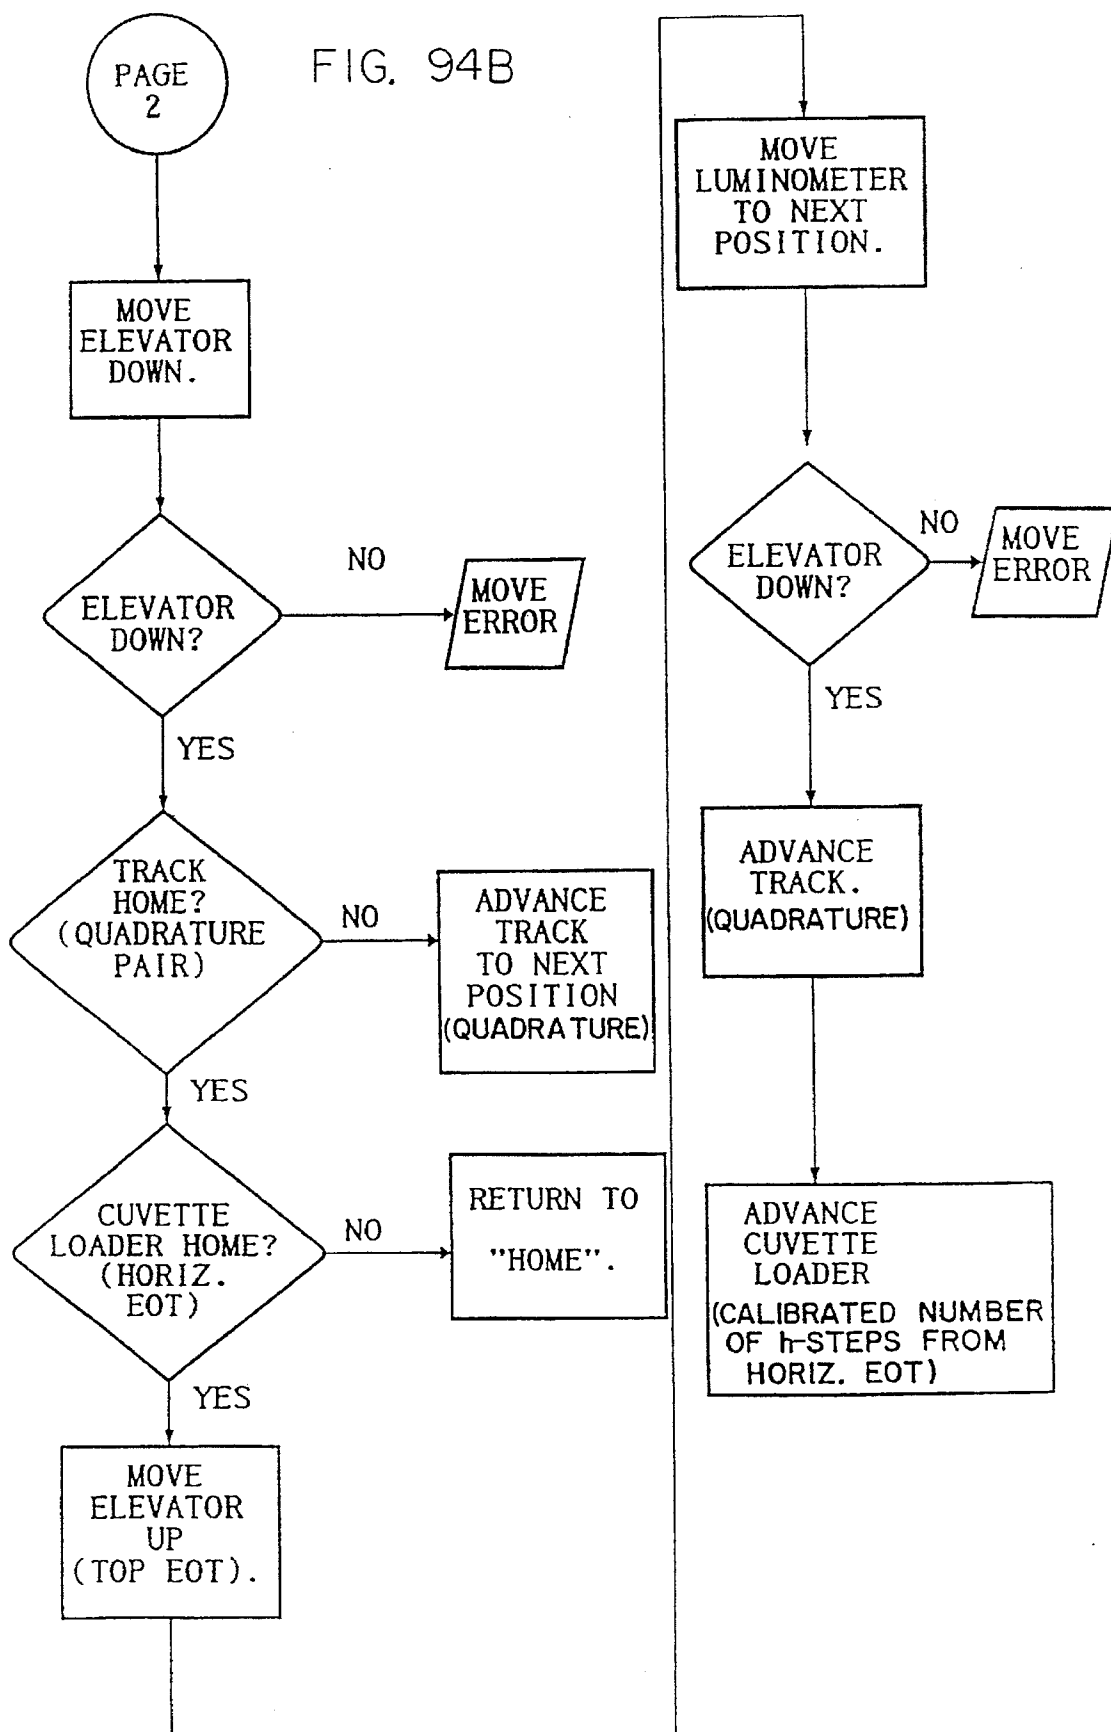 FIG. 94B
PAGE
2
MOVE
ELEVATOR
DOWN.
ELEVATOR
DOWN?
NO
MOVE
ERROR
YES
TRACK
HOME?
(QUADRATURE
PAIR)
NO
ADVANCE
TRACK
TO NEXT
POSITION
(QUADRATURE)
YES
CUVETTE
LOADER HOME?
(HORIZ.
EOT)
NO
RETURN TO
"HOME".
YES
MOVE
ELEVATOR
UP
(TOP EOT).
MOVE
LUMINOMETER
TO NEXT
POSITION.
ELEVATOR
DOWN?
NO
MOVE
ERROR
YES
ADVANCE
TRACK.
(QUADRATURE)
ADVANCE
CUVETTE
LOADER
(CALIBRATED NUMBER
OF h-STEPS FROM
HORIZ. EOT)